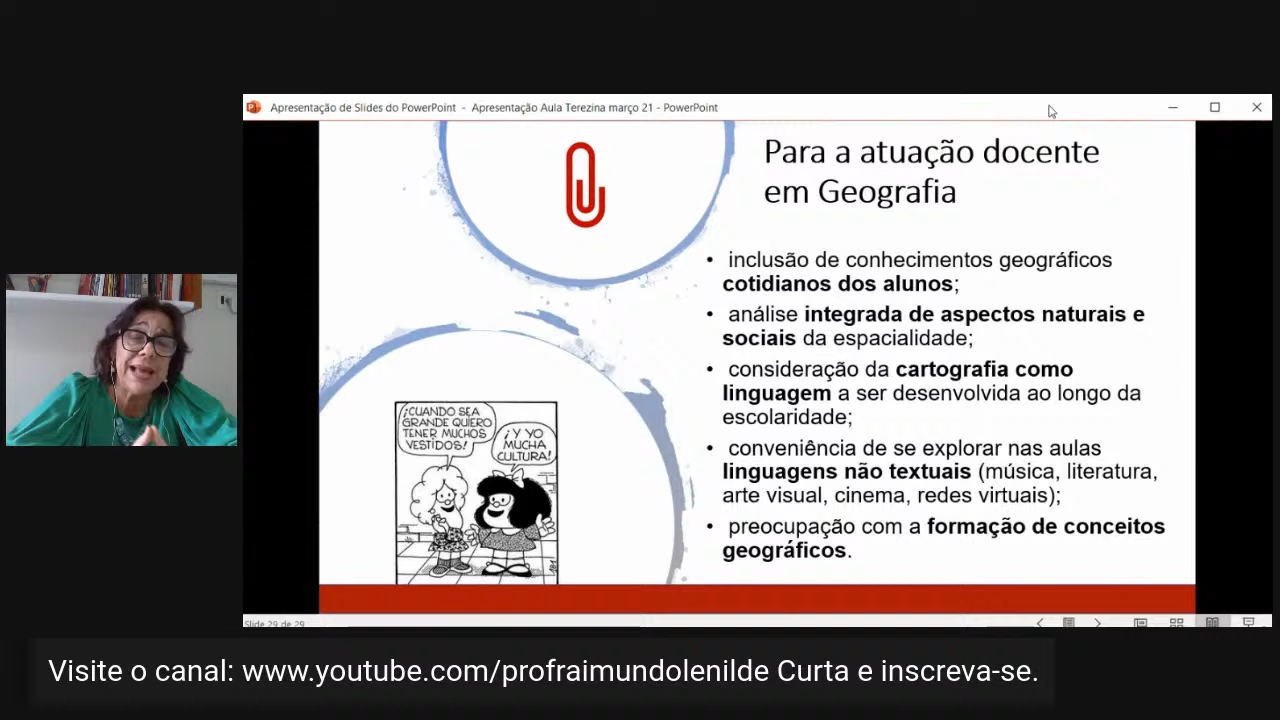 Apresentação de Slides do PowerPoint - Apresentação Aula Terezina março 21 - PowerPoint
Para a atuação docente
em Geografia
• inclusão de conhecimentos geográficos
cotidianos dos alunos;
• análise integrada de aspectos naturais e
sociais da espacialidade;
• consideração da cartografia como
linguagem a ser desenvolvida ao longo da
escolaridade;
• conveniência de se explorar nas aulas
linguagens não textuais (música, literatura,
arte visual, cinema, redes virtuais);
• preocupação com a formação de conceitos
geográficos.
¡CUANDO SEA
GRANDE QUIERO
TENER MUCHOS
VESTIDOS!
¡Y YO
MUCHA
CULTURA!
Slide 29 de 29
Visite o canal: www.youtube.com/profraimundolenilde Curta e inscreva-se.